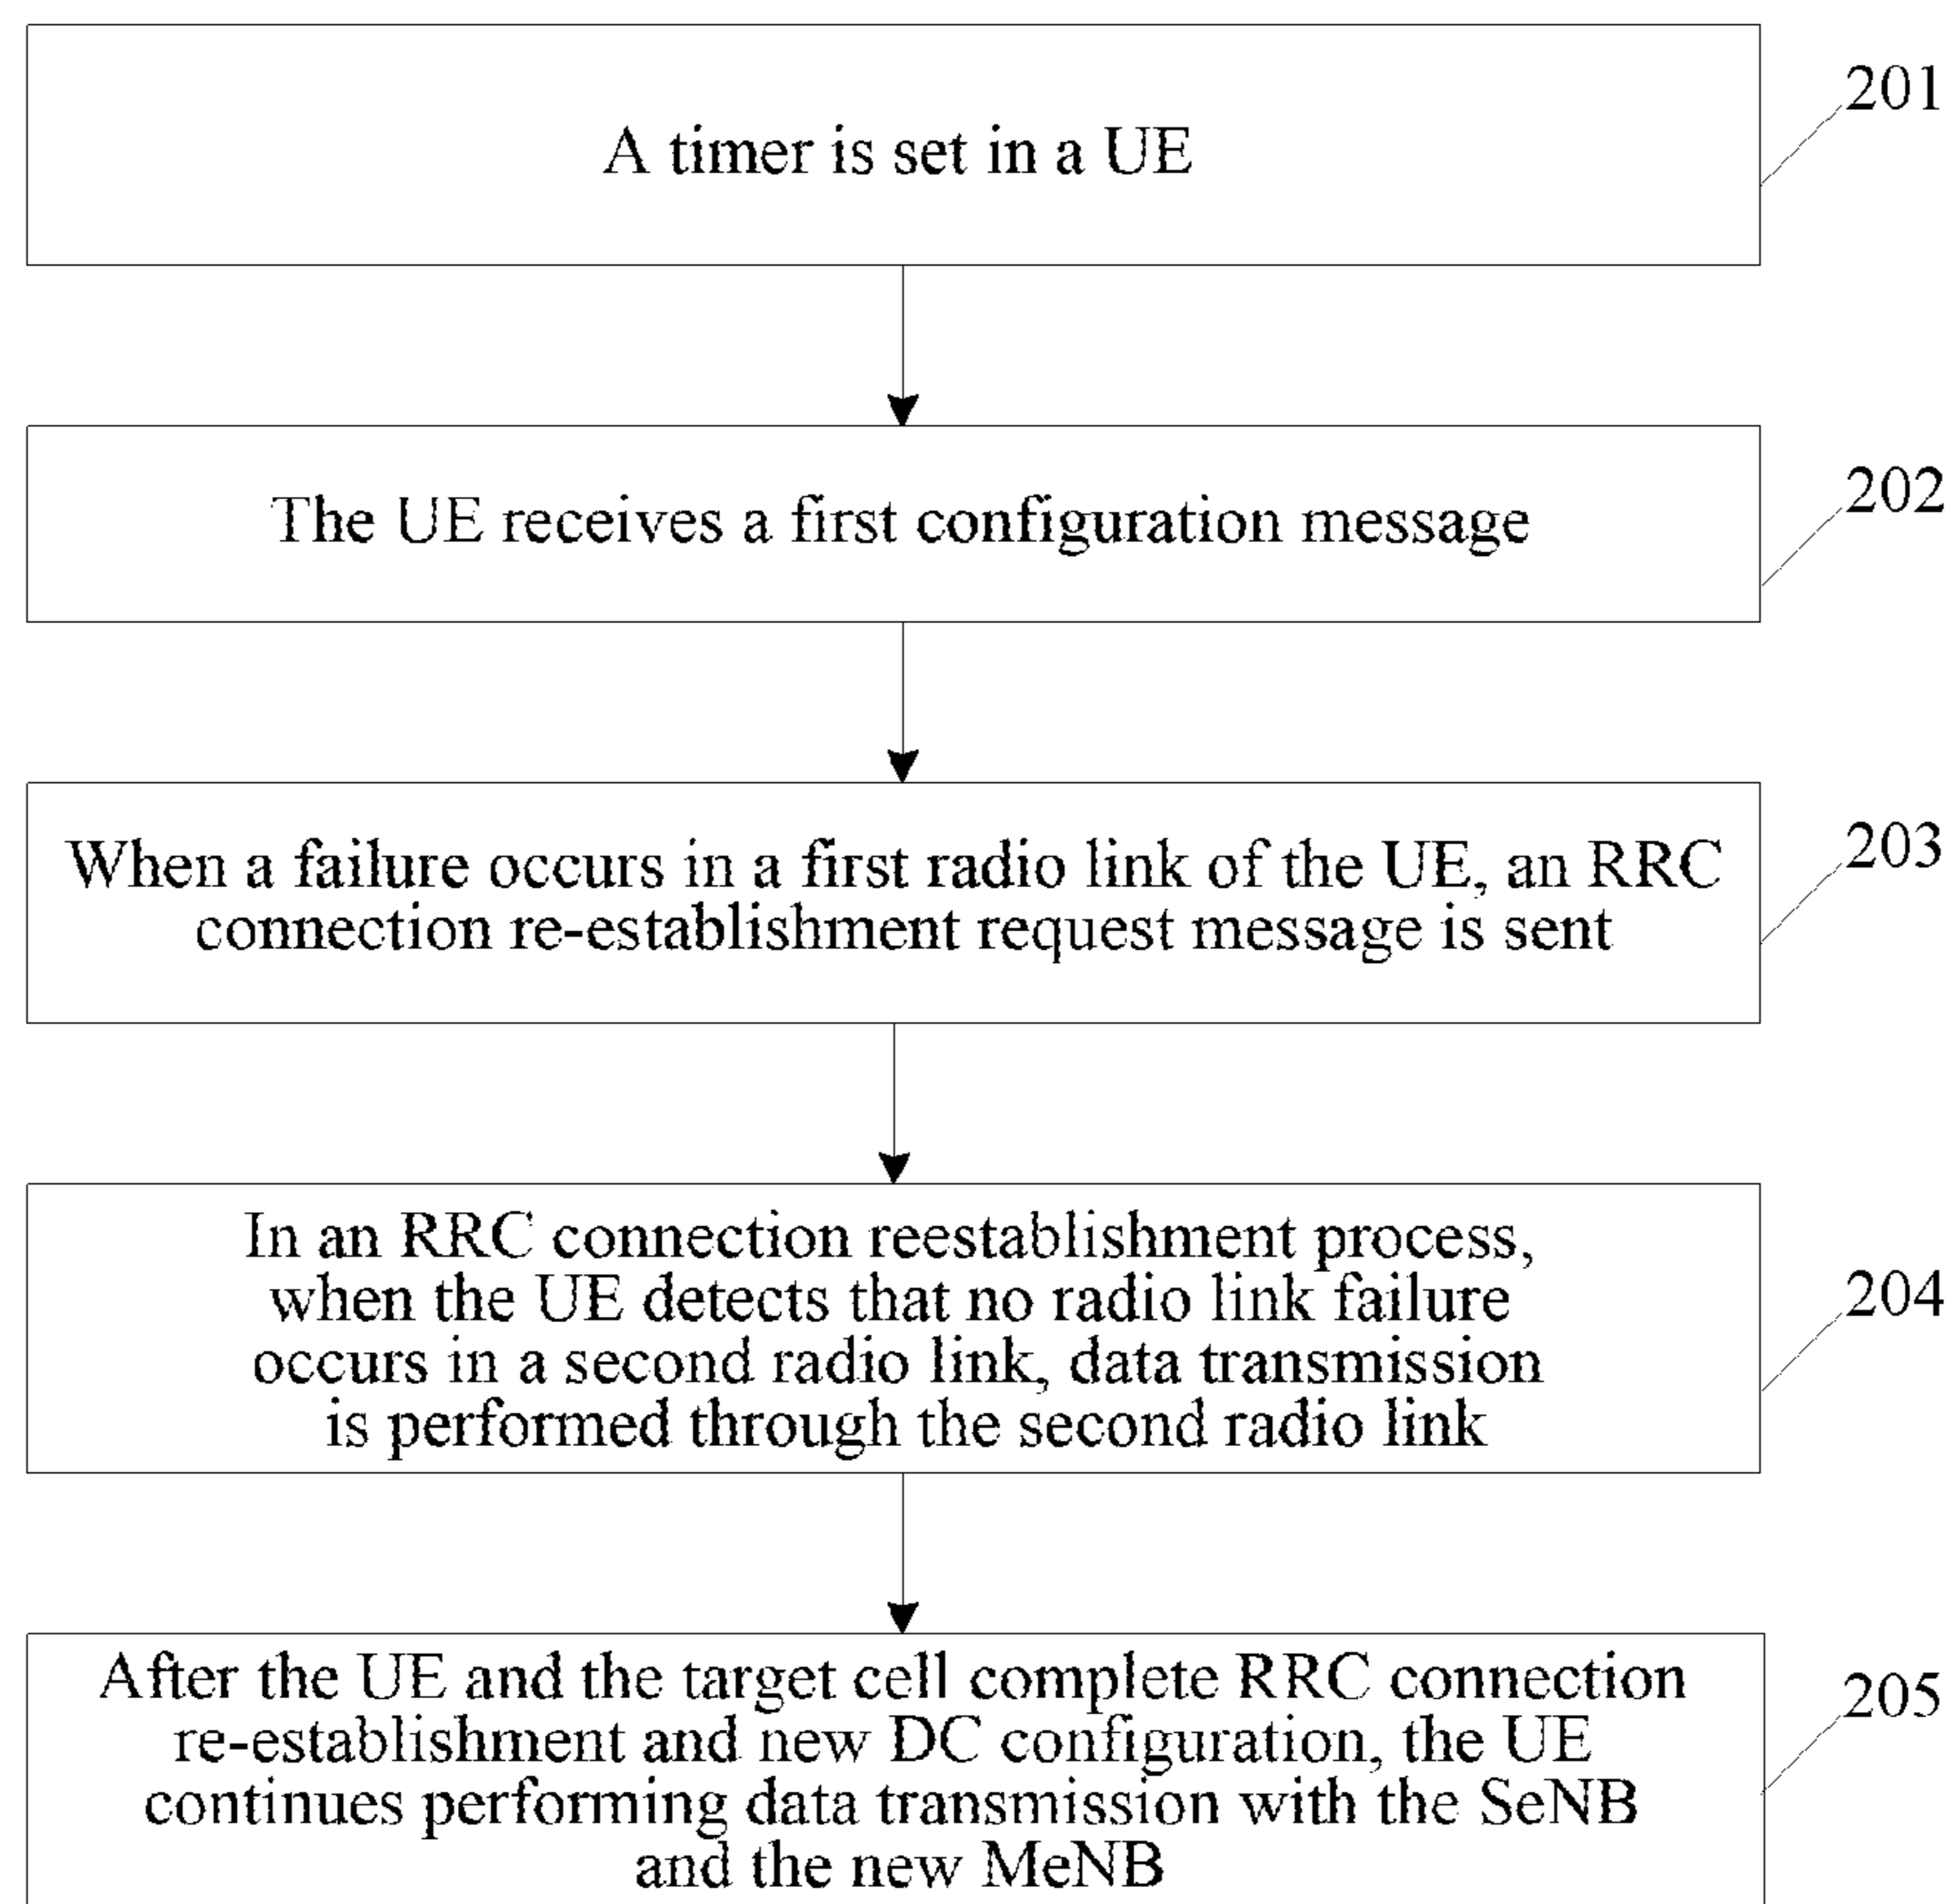 A timer is set in a UE
201
The UE receives a first configuration message
202
When a failure occurs in a first radio link of the UE, an RRC
connection re-establishment request message is sent
203
In an RRC connection reestablishment process,
when the UE detects that no radio link failure
occurs in a second radio link, data transmission
is performed through the second radio link
204
After the UE and the target cell complete RRC connection
re-establishment and new DC configuration, the UE
continues performing data transmission with the SeNB
and the new MeNB
205